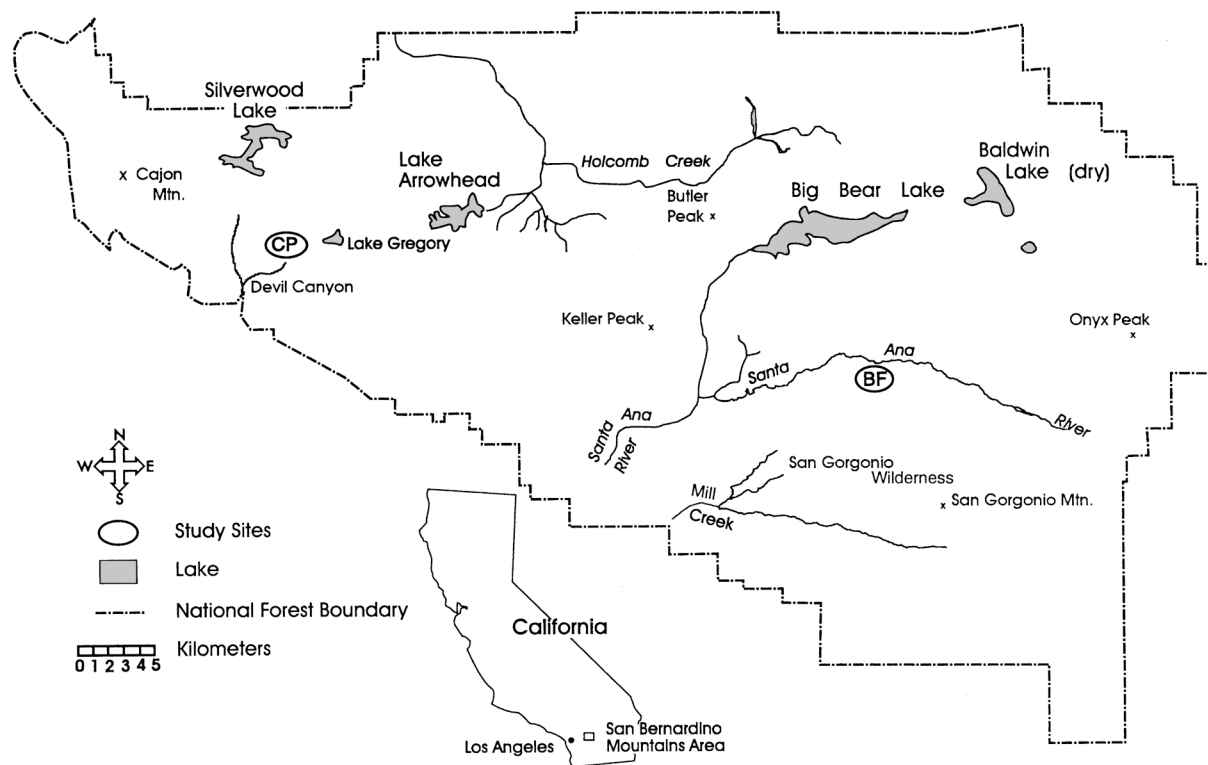 Silverwood
Lake
Cajon
Mtn.
Lake
Arrowhead
Holcomb Creek
Butler
Peak
Big Bear Lake
Baldwin
Lake (dry)
CP
Lake Gregory
Devil Canyon
Keller Peak
Onyx Peak
Santa Ana
River
BF
Santa Ana
River
San Gorgonio
Wilderness
San Gorgonio Mtn.
Mill
Creek
N
W E
S
Study Sites
Lake
National Forest Boundary
Kilometers
0 1 2 3 4 5
California
Los Angeles
San Bernardino
Mountains Area